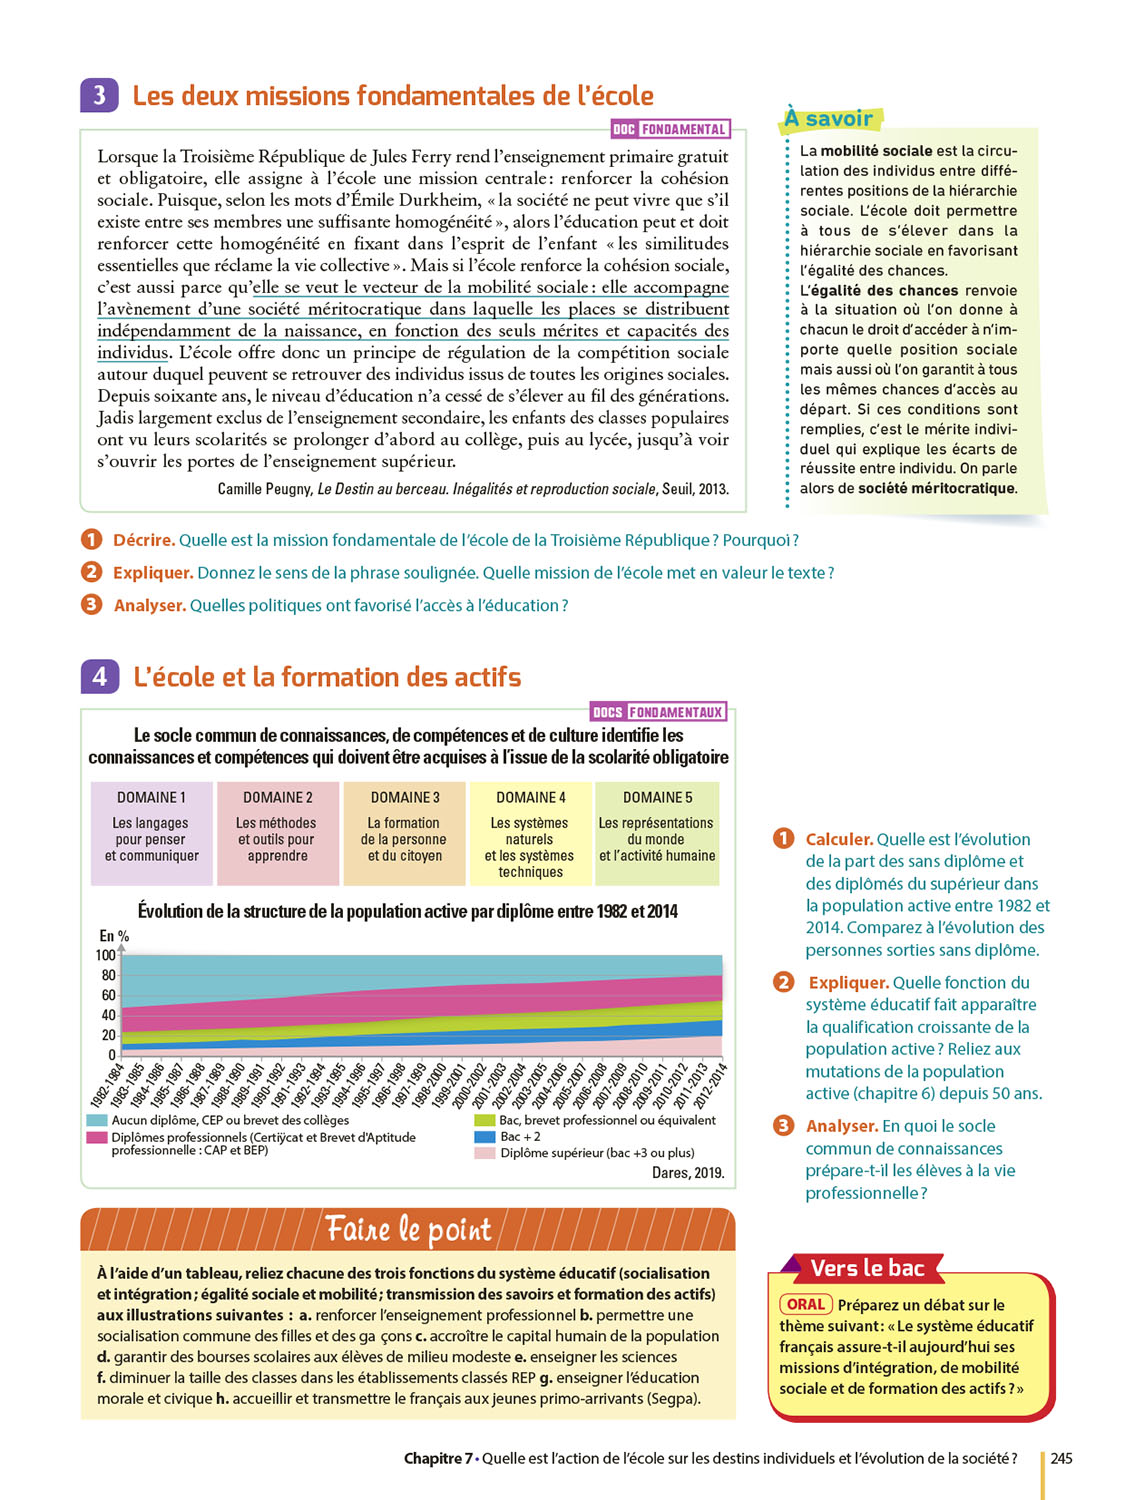 3 Les deux missions fondamentales de l'école
DOC FONDAMENTAL
Lorsque la Troisième République de Jules Ferry rend l'enseignement primaire gratuit
et obligatoire, elle assigne à l'école une mission centrale : renforcer la cohésion
sociale. Puisque, selon les mots d'Émile Durkheim, « la société ne peut vivre que s'il
existe entre ses membres une suffisante homogénéité », alors l'éducation peut et doit
renforcer cette homogénéité en fixant dans l'esprit de l'enfant « les similitudes
essentielles que réclame la vie collective ». Mais si l'école renforce la cohésion sociale,
c'est aussi parce qu'elle se veut le vecteur de la mobilité sociale : elle accompagne
l'avènement d'une société méritocratique dans laquelle les places se distribuent
indépendamment de la naissance, en fonction des seuls mérites et capacités des
individus. L'école offre donc un principe de régulation de la compétition sociale
autour duquel peuvent se retrouver des individus issus de toutes les origines sociales.
Depuis soixante ans, le niveau d'éducation n'a cessé de s'élever au fil des générations.
Jadis largement exclus de l'enseignement secondaire, les enfants des classes populaires
ont vu leurs scolarités se prolonger d'abord au collège, puis au lycée, jusqu'à voir
s'ouvrir les portes de l'enseignement supérieur.
Camille Peugny, Le Destin au berceau. Inégalités et reproduction sociale, Seuil, 2013.
À savoir
La mobilité sociale est la circu-
lation des individus entre diffé-
rentes positions de la hiérarchie
sociale. L'école doit permettre
à tous de s'élever dans la
hiérarchie sociale en favorisant
l'égalité des chances.
L'égalité des chances renvoie
à la situation où l'on donne à
chacun le droit d'accéder à n'im-
porte quelle position sociale
mais aussi où l'on garantit à tous
les mêmes chances d'accès au
départ. Si ces conditions sont
remplies, c'est le mérite indivi-
duel qui explique les écarts de
réussite entre individu. On parle
alors de société méritocratique.
1 Décrire. Quelle est la mission fondamentale de l'école de la Troisième République ? Pourquoi ?
2 Expliquer. Donnez le sens de la phrase soulignée. Quelle mission de l'école met en valeur le texte ?
3 Analyser. Quelles politiques ont favorisé l'accès à l'éducation ?
4 L'école et la formation des actifs
DOCS FONDAMENTAUX
Le socle commun de connaissances, de compétences et de culture identifie les
connaissances et compétences qui doivent être acquises à l'issue de la scolarité obligatoire
DOMAINE 1
Les langages
pour penser
et communiquer
DOMAINE 2
Les méthodes
et outils pour
apprendre
DOMAINE 3
La formation
de la personne
et du citoyen
DOMAINE 4
Les systèmes
naturels
et les systèmes
techniques
DOMAINE 5
Les représentations
du monde
et l'activité humaine
Évolution de la structure de la population active par diplôme entre 1982 et 2014
En %
100
80
60
40
20
0
1982-1984
1983-1985
1984-1986
1985-1987
1986-1988
1987-1989
1988-1990
1989-1991
1990-1992
1991-1993
1992-1994
1993-1995
1994-1996
1995-1997
1996-1998
1997-1999
1998-2000
1999-2001
2000-2002
2001-2003
2002-2004
2003-2005
2004-2006
2005-2007
2006-2008
2007-2009
2008-2010
2009-2011
2010-2012
2011-2013
2012-2014
Aucun diplôme, CEP ou brevet des collèges
Diplômes professionnels (Certiÿcat et Brevet d'Aptitude
professionnelle : CAP et BEP)
Bac, brevet professionnel ou équivalent
Bac + 2
Diplôme supérieur (bac +3 ou plus)
Dares, 2019.
1 Calculer. Quelle est l'évolution
de la part des sans diplôme et
des diplômés du supérieur dans
la population active entre 1982 et
2014. Comparez à l'évolution des
personnes sorties sans diplôme.
2 Expliquer. Quelle fonction du
système éducatif fait apparaître
la qualification croissante de la
population active ? Reliez aux
mutations de la population
active (chapitre 6) depuis 50 ans.
3 Analyser. En quoi le socle
commun de connaissances
prépare-t-il les élèves à la vie
professionnelle ?
Faire le point
À l'aide d'un tableau, reliez chacune des trois fonctions du système éducatif (socialisation
et intégration ; égalité sociale et mobilité ; transmission des savoirs et formation des actifs)
aux illustrations suivantes : a. renforcer l'enseignement professionnel b. permettre une
socialisation commune des filles et des ga çons c. accroître le capital humain de la population
d. garantir des bourses scolaires aux élèves de milieu modeste e. enseigner les sciences
f. diminuer la taille des classes dans les établissements classés REP g. enseigner l'éducation
morale et civique h. accueillir et transmettre le français aux jeunes primo-arrivants (Segpa).
Vers le bac
ORAL Préparez un débat sur le
thème suivant : « Le système éducatif
français assure-t-il aujourd'hui ses
missions d'intégration, de mobilité
sociale et de formation des actifs ? »
Chapitre 7 • Quelle est l'action de l'école sur les destins individuels et l'évolution de la société ? 245